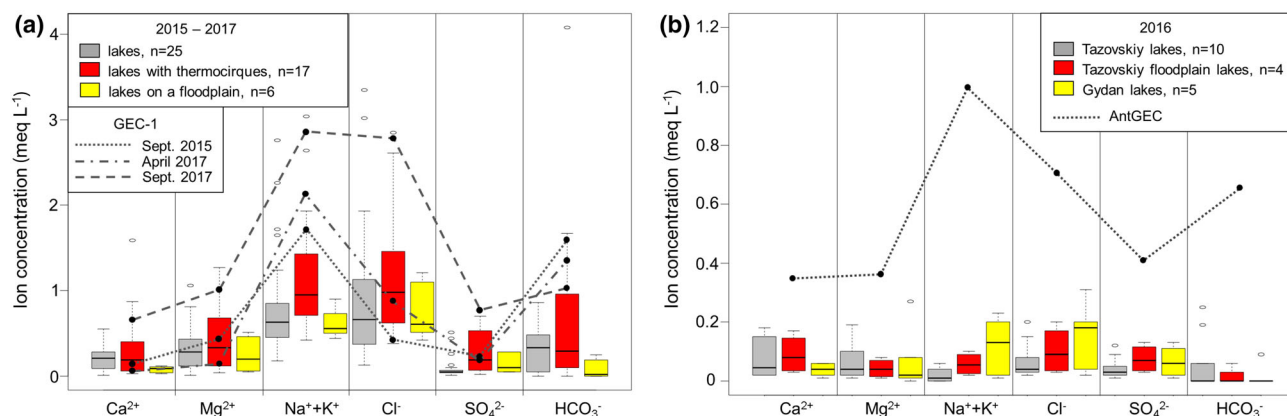 (a)
2015 – 2017
lakes, n=25
lakes with thermocirques, n=17
lakes on a floodplain, n=6
GEC-1
Sept. 2015
April 2017
Sept. 2017
Ion concentration (meq L⁻¹)
4
3
2
1
0
Ca²⁺ Mg²⁺ Na⁺+K⁺ Cl⁻ SO₄²⁻ HCO₃⁻
(b)
2016
Tazovskiy lakes, n=10
Tazovskiy floodplain lakes, n=4
Gydan lakes, n=5
AntGEC
Ion concentration (meq L⁻¹)
1.2
1.0
0.8
0.6
0.4
0.2
0
Ca²⁺ Mg²⁺ Na⁺+K⁺ Cl⁻ SO₄²⁻ HCO₃⁻